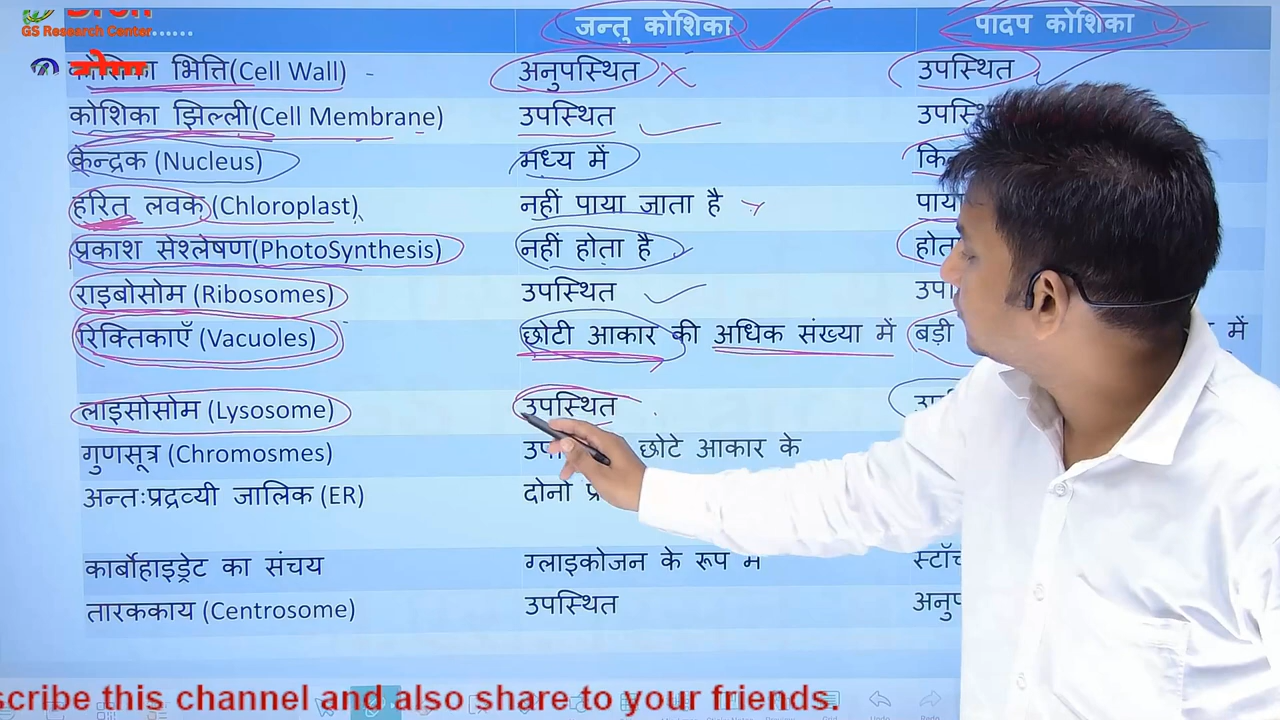 GS Research Center......
जन्तु कोशिका
पादप कोशिका
कोशिका भित्ति(Cell Wall) अनुपस्थित उपस्थित
कोशिका झिल्ली(Cell Membrane) उपस्थित
केन्द्रक (Nucleus) मध्य में
हरित लवक (Chloroplast) नहीं पाया जाता है
प्रकाश संश्लेषण(PhotoSynthesis) नहीं होता है
राइबोसोम (Ribosomes) उपस्थित
रिक्तिकाएँ (Vacuoles) छोटी आकार की अधिक संख्या में बड़ी में
लाइसोसोम (Lysosome) उपस्थित
गुणसूत्र (Chromosmes) छोटे आकार के
अन्तःप्रद्रव्यी जालिक (ER) दोनो
कार्बोहाइड्रेट का संचय ग्लाइकोजन के रूप में
तारककाय (Centrosome) उपस्थित
scribe this channel and also share to your friends.